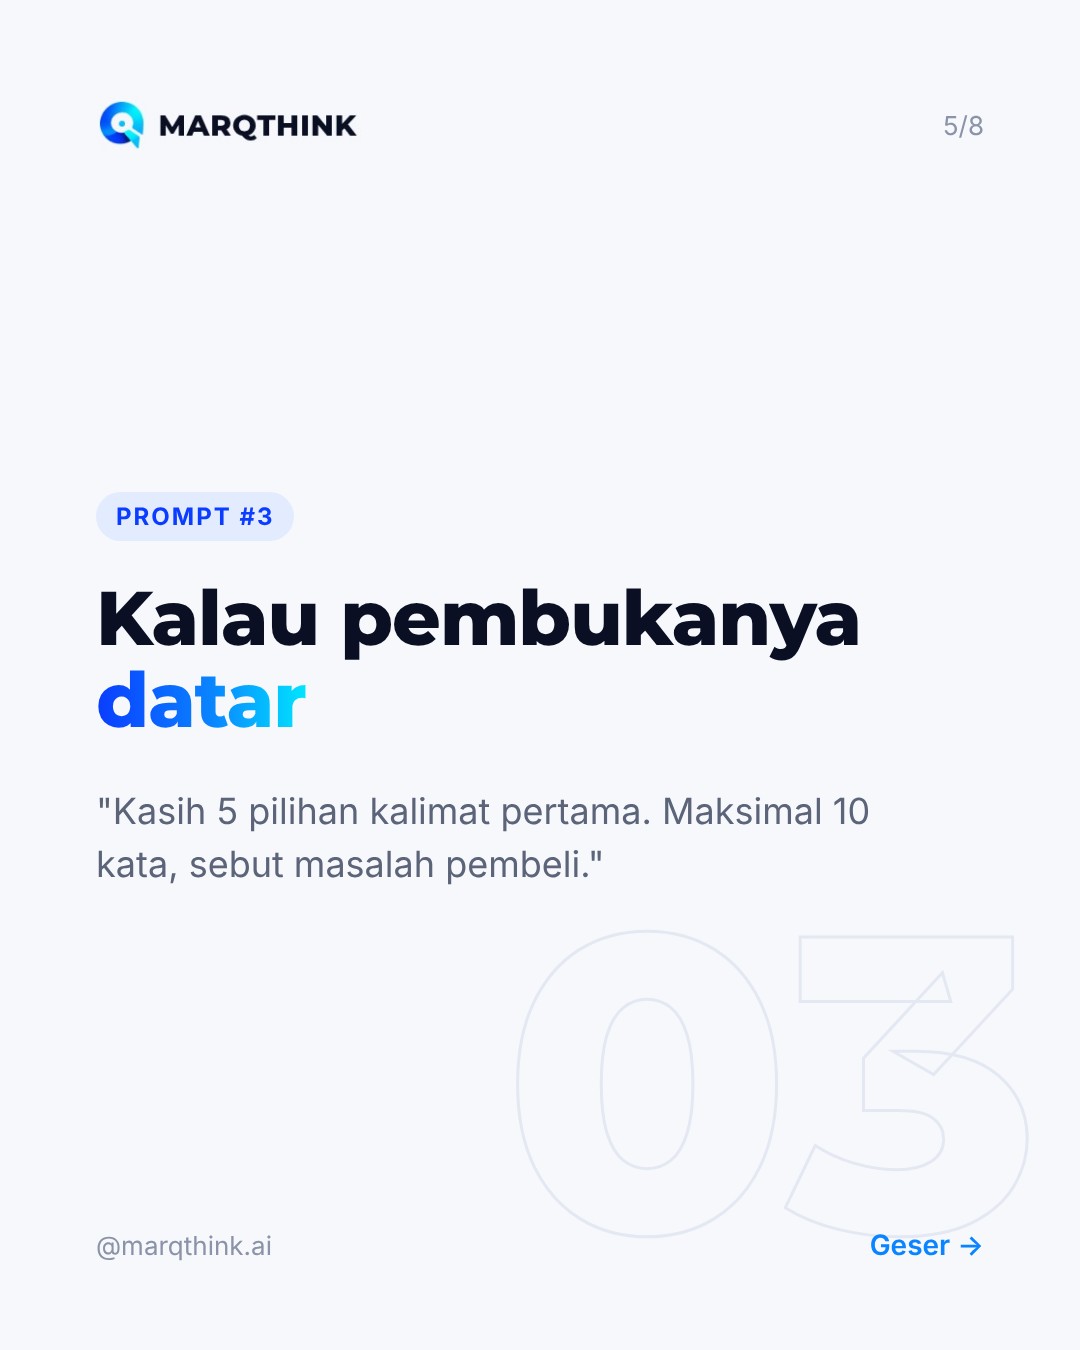 MARQTHINK
5/8
PROMPT #3
Kalau pembukanya
datar
"Kasih 5 pilihan kalimat pertama. Maksimal 10
kata, sebut masalah pembeli."
03
@marqthink.ai
Geser →